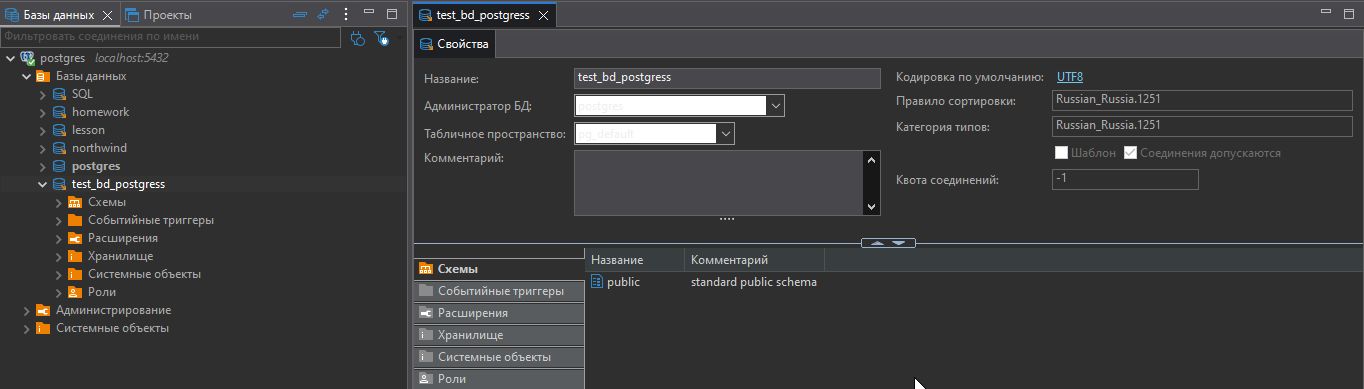 Базы данных
Проекты
Фильтровать соединения по имени
postgres localhost:5432
Базы данных
SQL
homework
lesson
northwind
postgres
test_bd_postgress
Схемы
Событийные триггеры
Расширения
Хранилище
Системные объекты
Роли
Администрирование
Системные объекты
test_bd_postgress
Свойства
Название: test_bd_postgress
Администратор БД: postgres
Табличное пространство: pg_default
Комментарий:
Кодировка по умолчанию: UTF8
Правило сортировки: Russian_Russia.1251
Категория типов: Russian_Russia.1251
Шаблон Соединения допускаются
Квота соединений: -1
Схемы
Событийные триггеры
Расширения
Хранилище
Системные объекты
Роли
Название Комментарий
public standard public schema